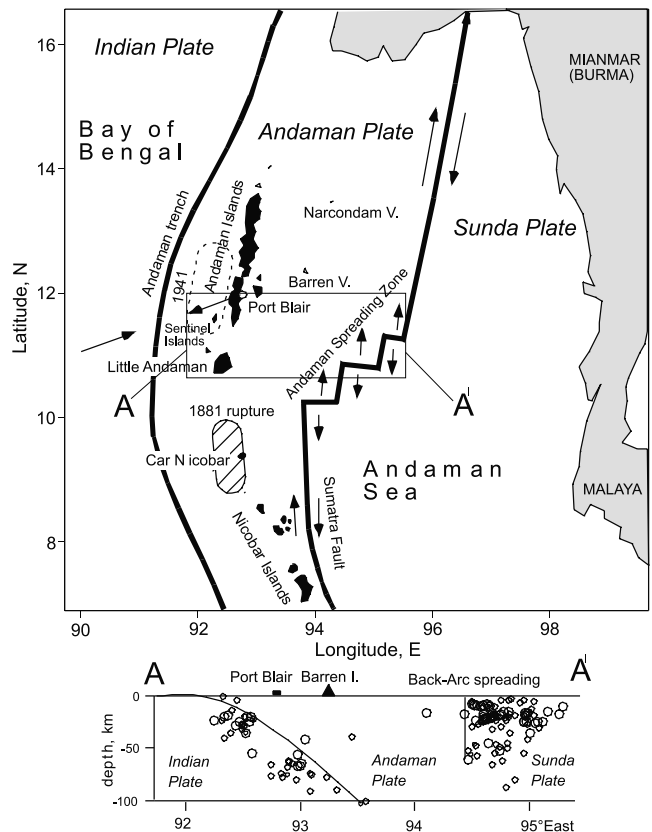 16
Indian Plate
MIANMAR
(BURMA)
Bay of
Bengal
Andaman Plate
14
Narcondam V.
Sunda Plate
Andaman trench
Andaman Islands
Latitude, N
Barren V.
12
1941
Port Blair
Sentinel
Islands
Andaman Spreading Zone
Little Andaman
A
A'
10
1881 rupture
Car Nicobar
Andaman
Sea
MALAYA
8
Nicobar Islands
Sumatra Fault
90
92
94
96
98
Longitude, E
A
Port Blair
Barren I.
Back-Arc spreading
A'
depth, km
0
-50
-100
Indian
Plate
Andaman
Plate
Sunda
Plate
92
93
94
95°East